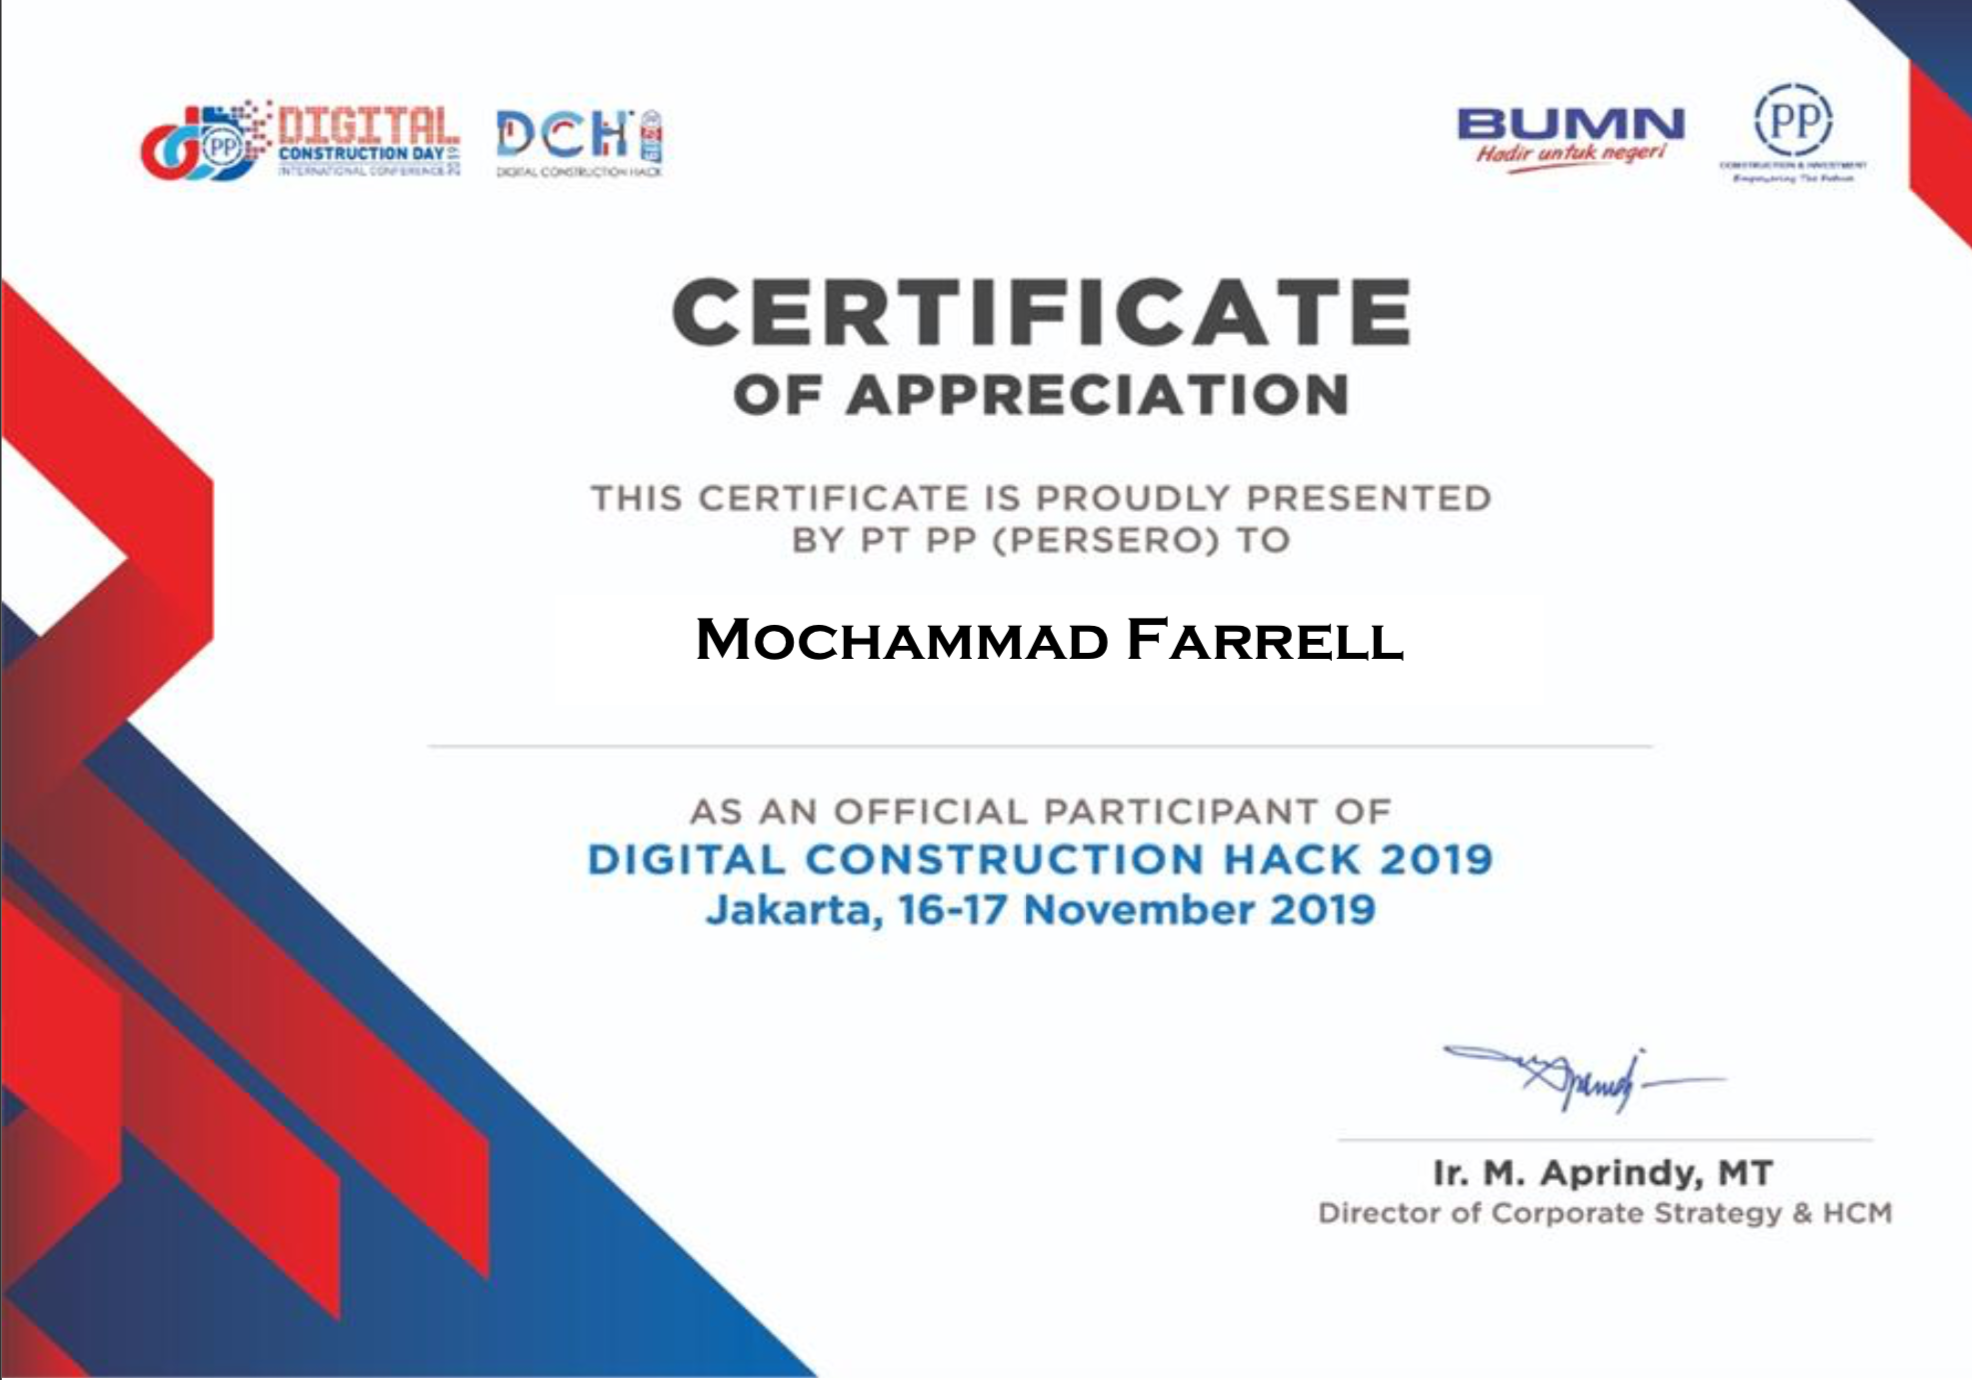 DIGITAL
CONSTRUCTION DAY
INTERNATIONAL CONFERENCE 2019
DCH
DIGITAL CONSTRUCTION HACK
BUMN
Hadir untuk negeri
PP
CONSTRUCTION & INVESTMENT
Empowering The Future
CERTIFICATE
OF APPRECIATION
THIS CERTIFICATE IS PROUDLY PRESENTED
BY PT PP (PERSERO) TO
MOCHAMMAD FARRELL
AS AN OFFICIAL PARTICIPANT OF
DIGITAL CONSTRUCTION HACK 2019
Jakarta, 16-17 November 2019
Ir. M. Aprindy, MT
Director of Corporate Strategy & HCM